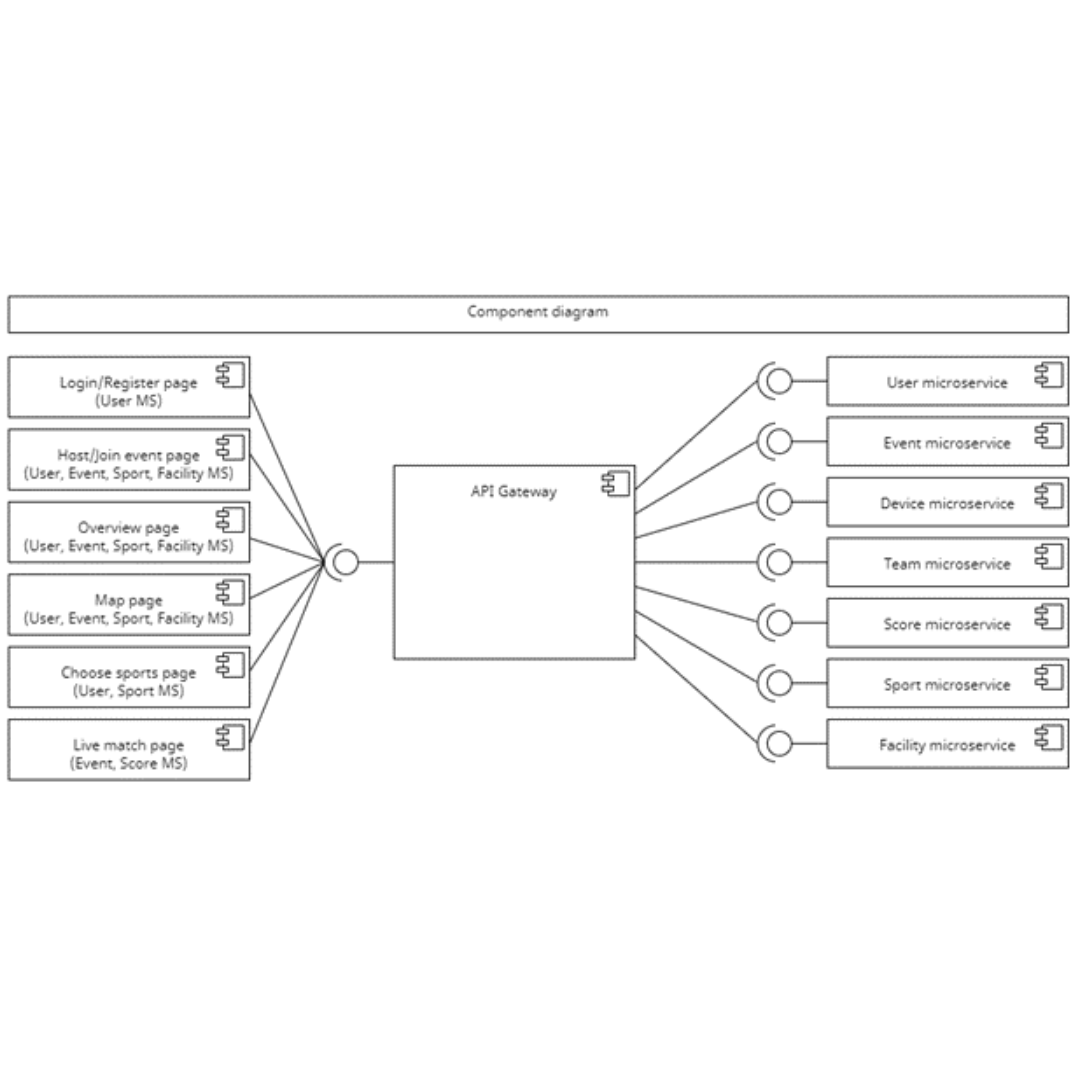 Component diagram
Login/Register page
(User MS)
Host/Join event page
(User, Event, Sport, Facility MS)
Overview page
(User, Event, Sport, Facility MS)
Map page
(User, Event, Sport, Facility MS)
Choose sports page
(User, Sport MS)
Live match page
(Event, Score MS)
API Gateway
User microservice
Event microservice
Device microservice
Team microservice
Score microservice
Sport microservice
Facility microservice